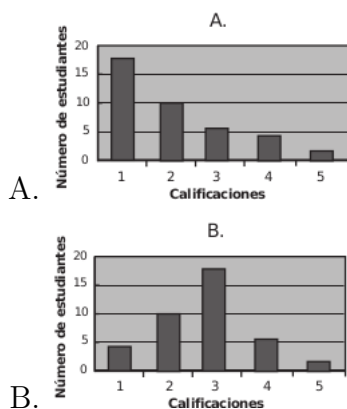 A.
Número de estudiantes
20
15
10
5
0
1 2 3 4 5
Calificaciones
A.
B.
Número de estudiantes
20
15
10
5
0
1 2 3 4 5
Calificaciones
B.